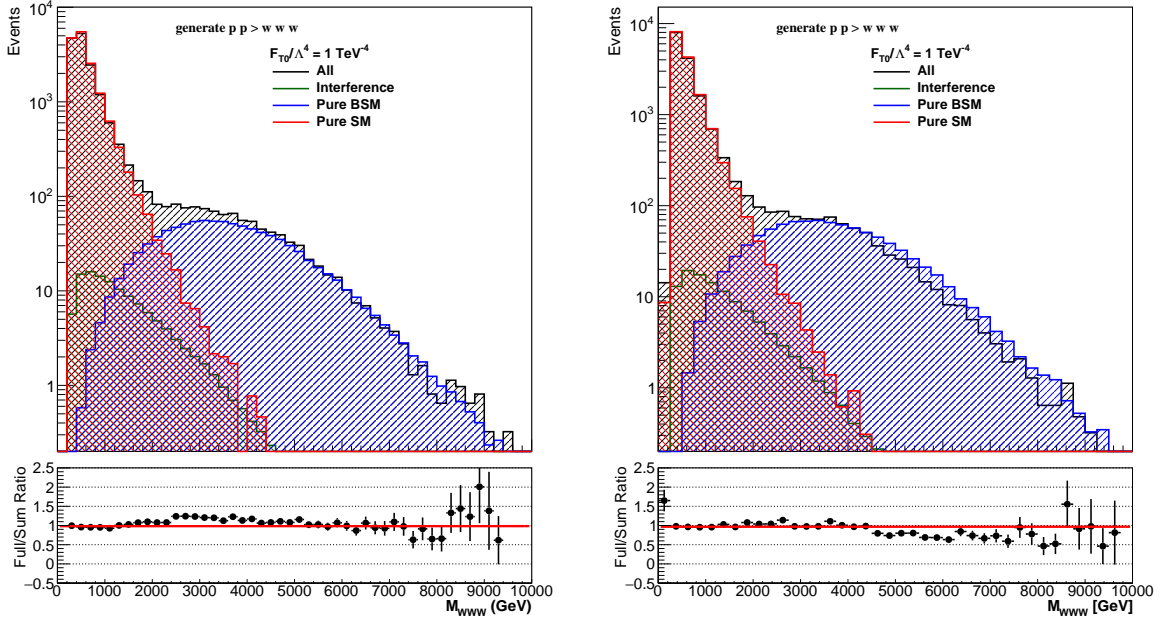 generate p p > w w w
F_T0/Λ^4 = 1 TeV^-4
All
Interference
Pure BSM
Pure SM
Events
10^4
10^3
10^2
10
1
Full/Sum Ratio
2.5
2
1.5
1
0.5
0
−0.5
0 1000 2000 3000 4000 5000 6000 7000 8000 9000 10000
M_WWW (GeV)
generate p p > w w w
F_T0/Λ^4 = 1 TeV^-4
All
Interference
Pure BSM
Pure SM
Events
10^4
10^3
10^2
10
1
Full/Sum Ratio
2.5
2
1.5
1
0.5
0
−0.5
0 1000 2000 3000 4000 5000 6000 7000 8000 9000 10000
M_WWW [GeV]